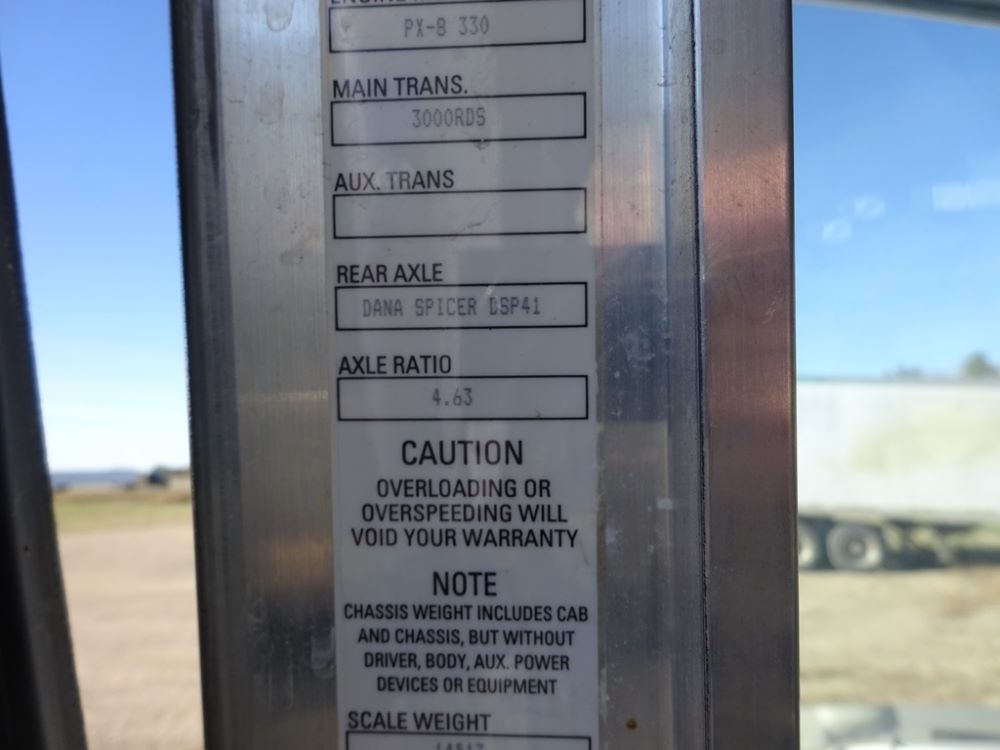 PX-8 330
MAIN TRANS.
3000RDS
AUX. TRANS
REAR AXLE
DANA SPICER DSP41
AXLE RATIO
4.63
CAUTION
OVERLOADING OR
OVERSPEEDING WILL
VOID YOUR WARRANTY
NOTE
CHASSIS WEIGHT INCLUDES CAB
AND CHASSIS, BUT WITHOUT
DRIVER, BODY, AUX. POWER
DEVICES OR EQUIPMENT
SCALE WEIGHT